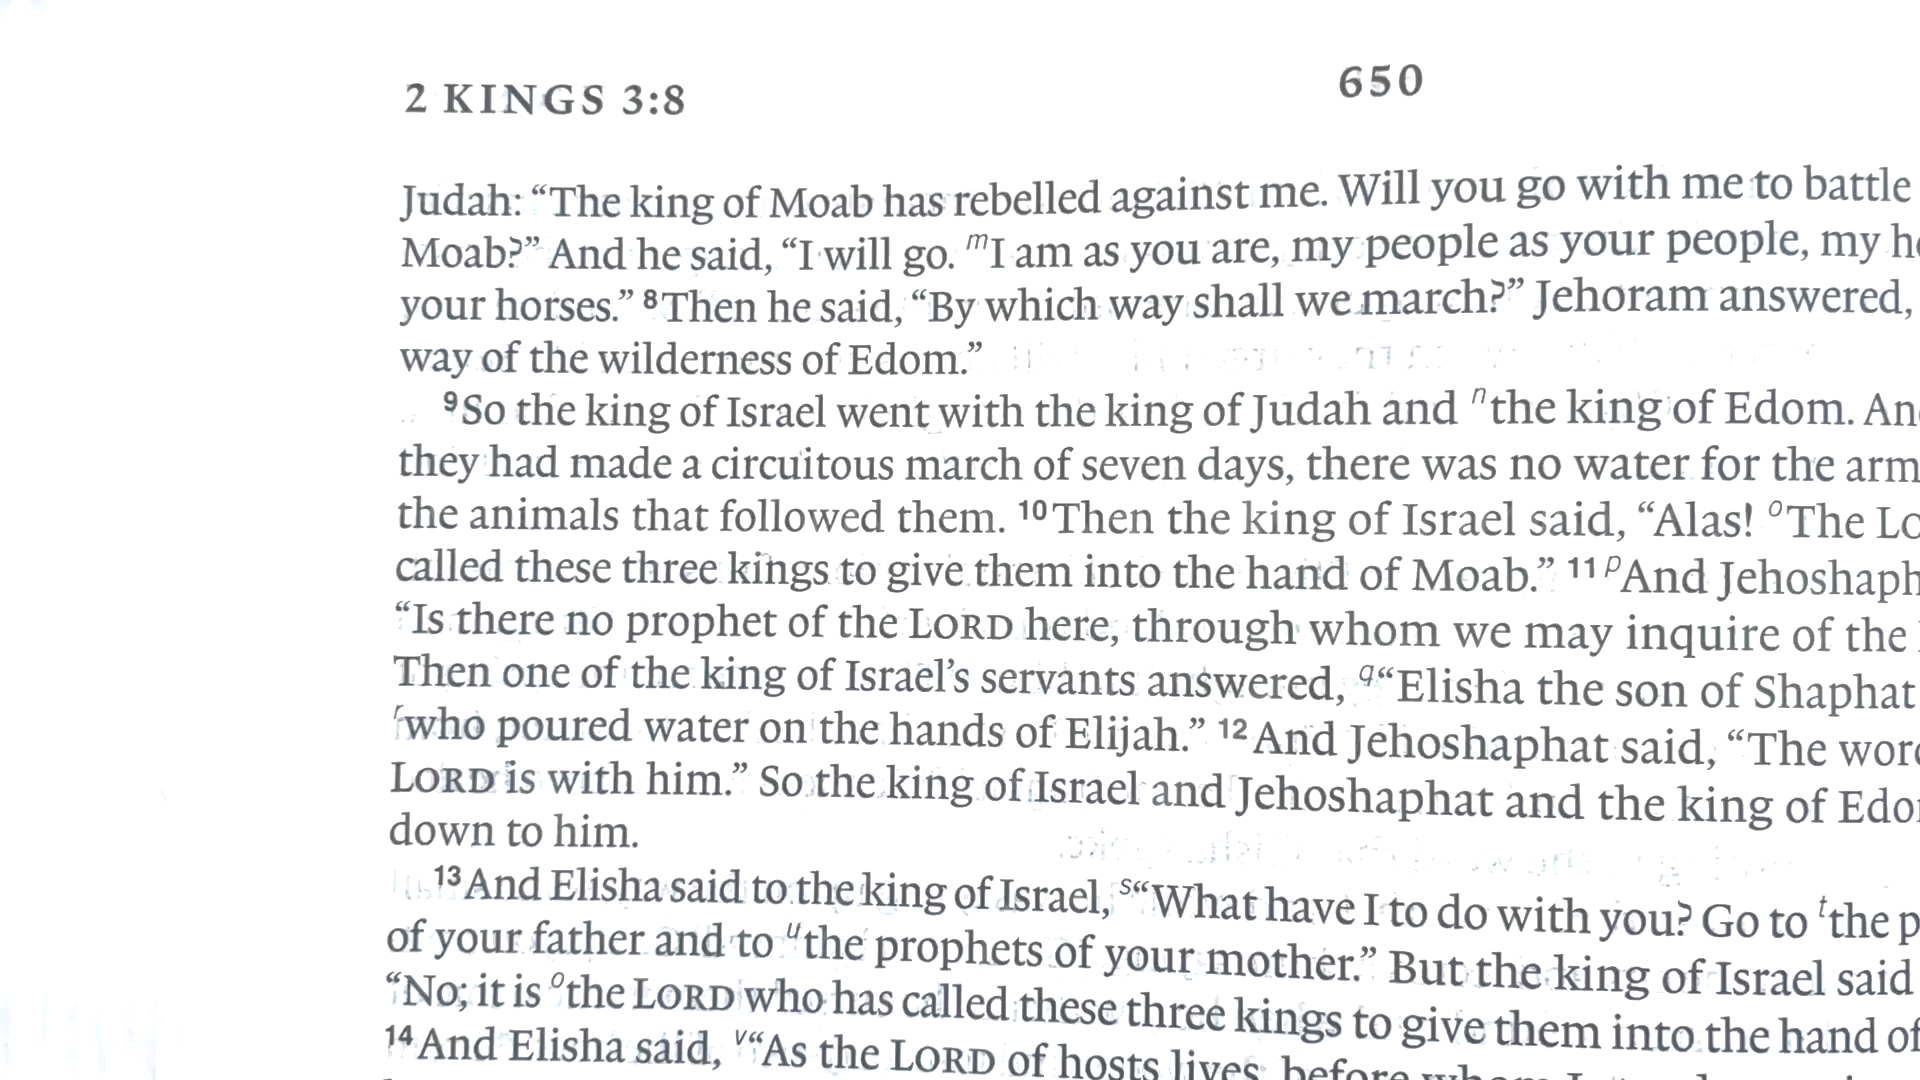 2 KINGS 3:8
650
Judah: “The king of Moab has rebelled against me. Will you go with me to battle
Moab?” And he said, “I will go. ᵐI am as you are, my people as your people, my
your horses.” ⁸Then he said, “By which way shall we march?” Jehoram answered,
way of the wilderness of Edom.”
⁹So the king of Israel went with the king of Judah and ⁿthe king of Edom.
they had made a circuitous march of seven days, there was no water for the
the animals that followed them. ¹⁰Then the king of Israel said, “Alas! ᵒThe
called these three kings to give them into the hand of Moab.” ¹¹ ᵖAnd
“Is there no prophet of the LORD here, through whom we may inquire of the
Then one of the king of Israel’s servants answered, ᑫ“Elisha the son of Shaphat
ʳwho poured water on the hands of Elijah.” ¹²And Jehoshaphat said, “The
LORD is with him.” So the king of Israel and Jehoshaphat and the king of
down to him.
¹³And Elisha said to the king of Israel, ˢ“What have I to do with you? Go to ᵗthe
of your father and to ᵘthe prophets of your mother.” But the king of Israel said
“No; it is ᵒthe LORD who has called these three kings to give them into the hand of
¹⁴And Elisha said, ᵛ“As the LORD of hosts lives, before whom I